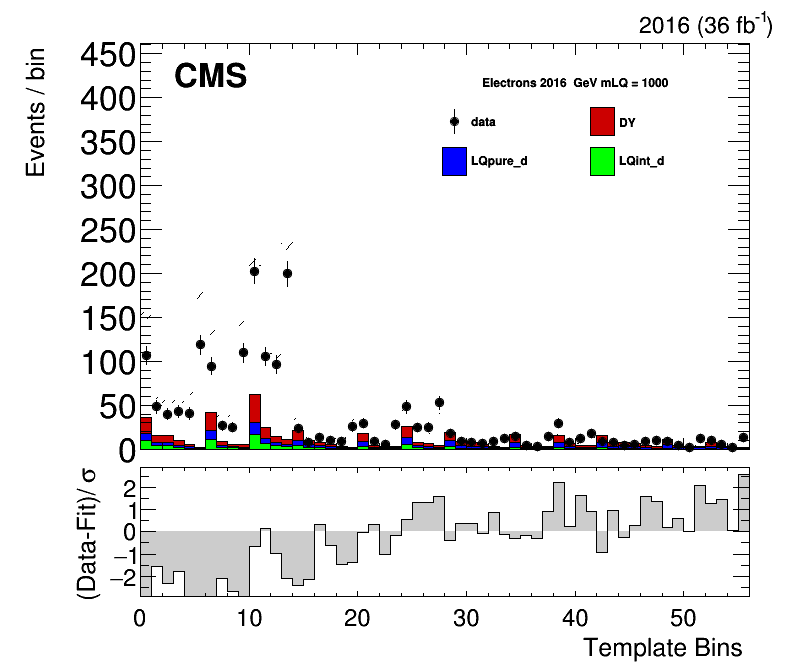 2016 (36 fb-1)
CMS
Electrons 2016 GeV mLQ = 1000
data
DY
LQpure_d
LQint_d
Events / bin
450
400
350
300
250
200
150
100
50
0
(Data-Fit)/ σ
2
1
0
−1
−2
0 10 20 30 40 50
Template Bins